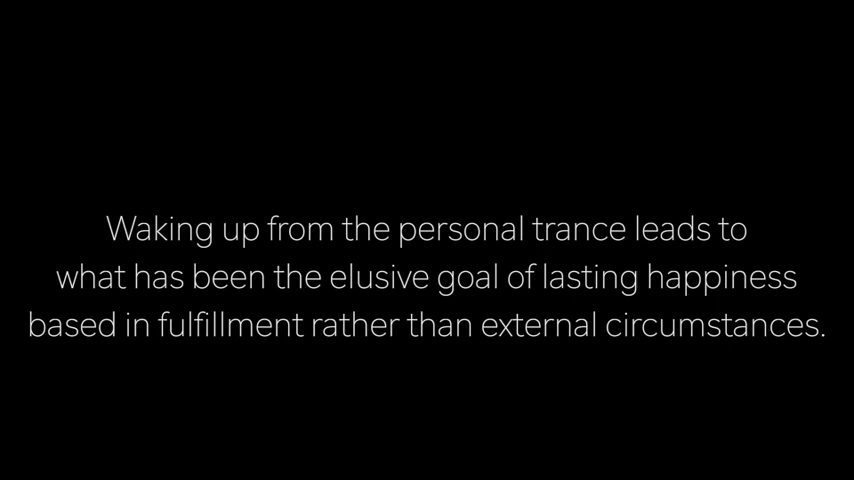 Waking up from the personal trance leads to
what has been the elusive goal of lasting happiness
based in fulfillment rather than external circumstances.